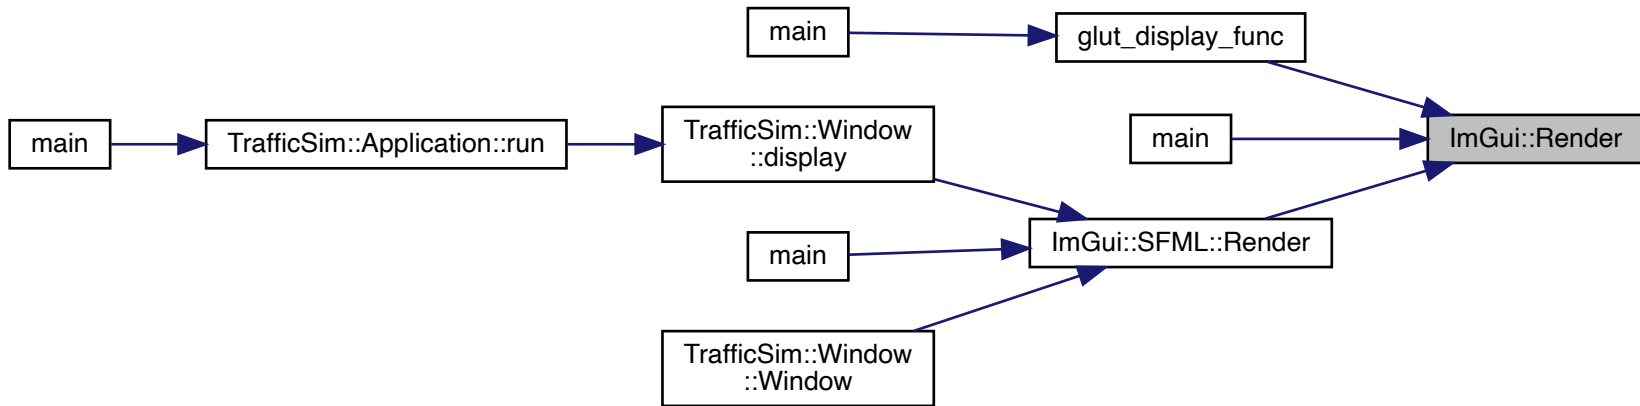 main
glut_display_func
main
TrafficSim::Application::run
TrafficSim::Window
::display
main
ImGui::Render
main
ImGui::SFML::Render
TrafficSim::Window
::Window